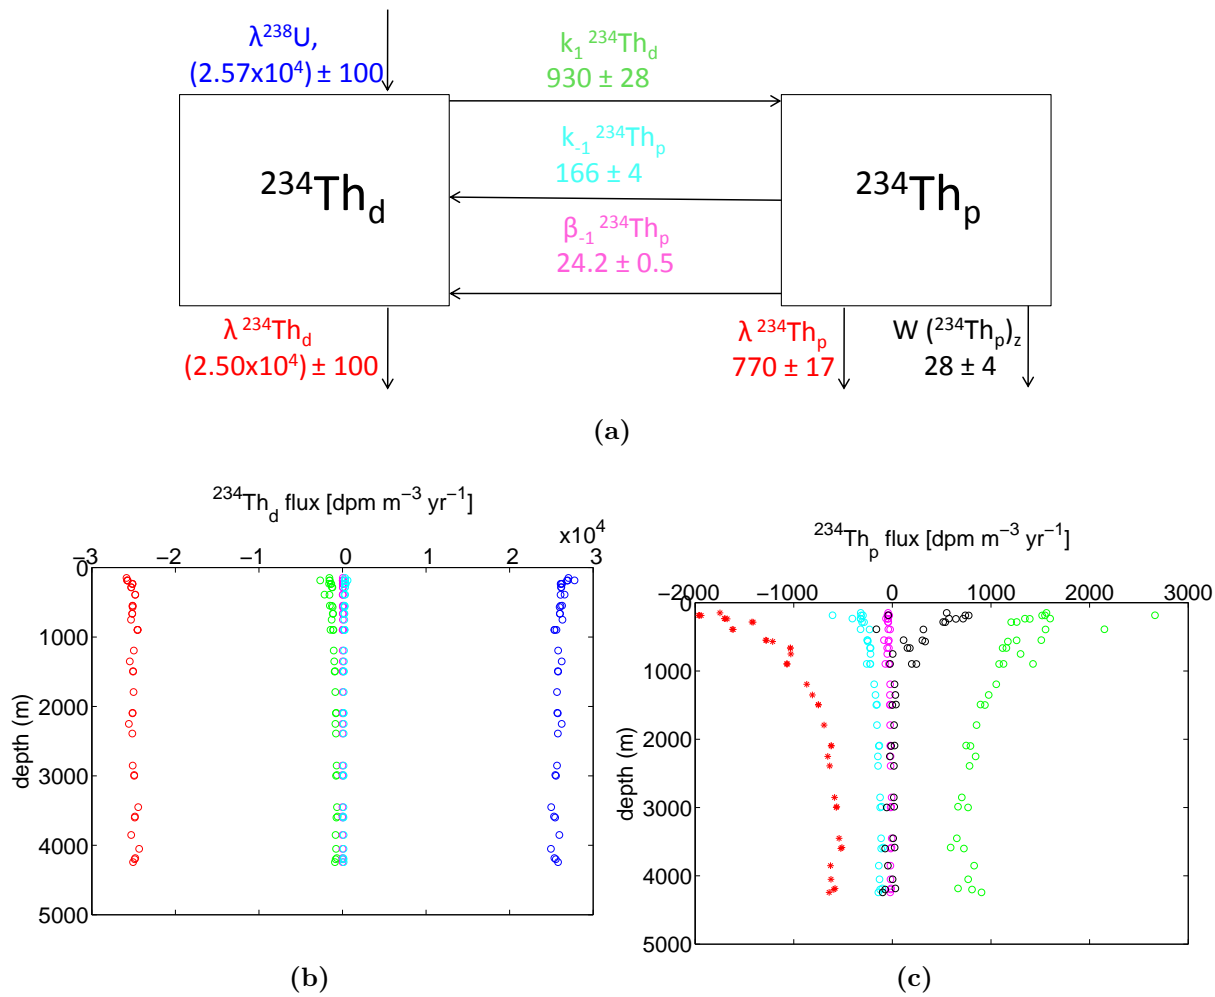 λ²³⁸U,
(2.57x10⁴) ± 100
k₁ ²³⁴Th_d
930 ± 28
k₋₁ ²³⁴Th_p
166 ± 4
²³⁴Th_d
²³⁴Th_p
β₋₁ ²³⁴Th_p
24.2 ± 0.5
λ ²³⁴Th_d
(2.50x10⁴) ± 100
λ ²³⁴Th_p
770 ± 17
W (²³⁴Th_p)_z
28 ± 4
(a)
²³⁴Th_d flux [dpm m⁻³ yr⁻¹]
x10⁴
−3 −2 −1 0 1 2 3
0
1000
2000
3000
4000
5000
depth (m)
(b)
²³⁴Th_p flux [dpm m⁻³ yr⁻¹]
−2000 −1000 0 1000 2000 3000
0
1000
2000
3000
4000
5000
depth (m)
(c)